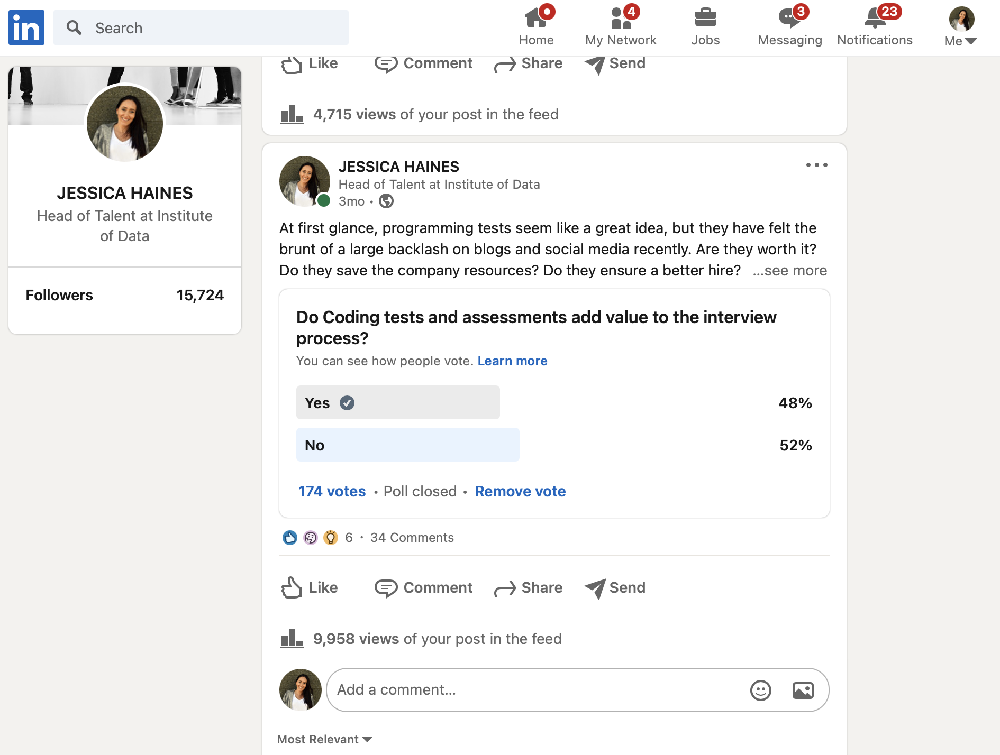 in
Search
Home
4
My Network
Jobs
3
Messaging
23
Notifications
Me
Like Comment Share Send
4,715 views of your post in the feed
JESSICA HAINES
Head of Talent at Institute
of Data
Followers 15,724
JESSICA HAINES
Head of Talent at Institute of Data
3mo •
At first glance, programming tests seem like a great idea, but they have felt the
brunt of a large backlash on blogs and social media recently. Are they worth it?
Do they save the company resources? Do they ensure a better hire? ...see more
Do Coding tests and assessments add value to the interview
process?
You can see how people vote. Learn more
Yes 48%
No 52%
174 votes • Poll closed • Remove vote
6 • 34 Comments
Like Comment Share Send
9,958 views of your post in the feed
Add a comment...
Most Relevant